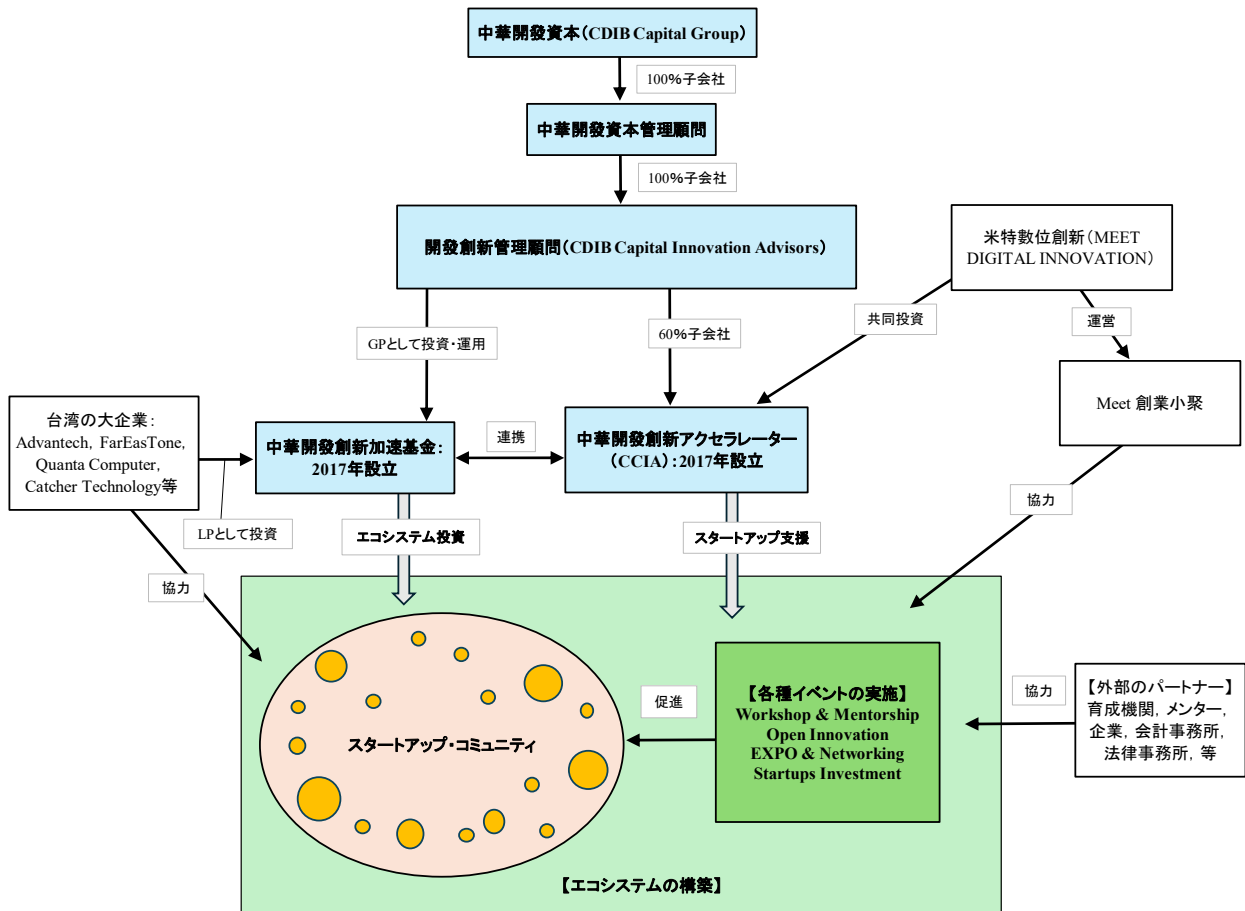 中華開發資本（CDIB Capital Group）
100%子会社
中華開發資本管理顧問
100%子会社
開發創新管理顧問（CDIB Capital Innovation Advisors）
米特數位創新（MEET
DIGITAL INNOVATION）
GPとして投資・運用
60%子会社
共同投資
運営
台湾の大企業：
Advantech，FarEasTone，
Quanta Computer，
Catcher Technology等
中華開發創新加速基金：
2017年設立
連携
中華開發創新アクセラレーター
（CCIA）：2017年設立
Meet 創業小聚
LPとして投資
エコシステム投資
スタートアップ支援
協力
協力
スタートアップ・コミュニティ
促進
【各種イベントの実施】
Workshop & Mentorship
Open Innovation
EXPO & Networking
Startups Investment
協力
【外部のパートナー】
育成機関，メンター，
企業，会計事務所，
法律事務所，等
【エコシステムの構築】